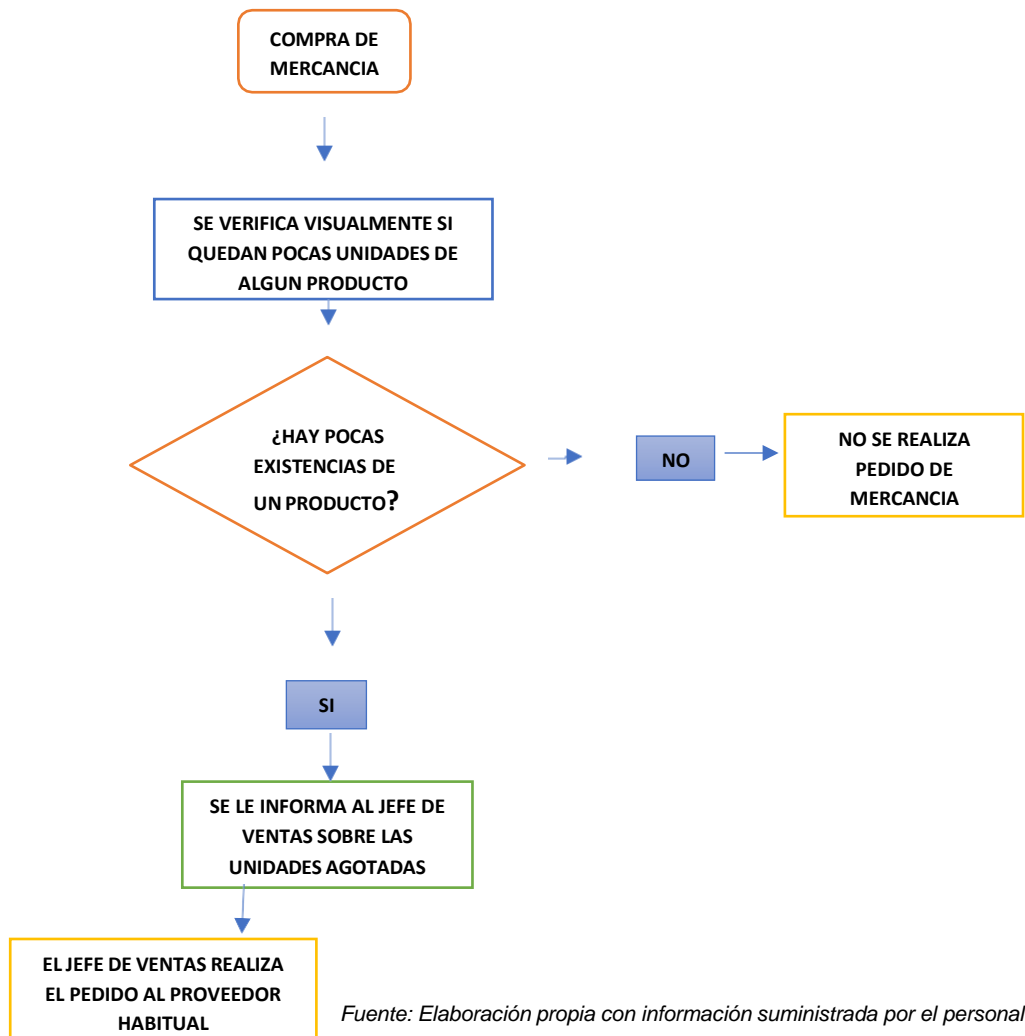 COMPRA DE
MERCANCIA
SE VERIFICA VISUALMENTE SI
QUEDAN POCAS UNIDADES DE
ALGUN PRODUCTO
¿HAY POCAS
EXISTENCIAS DE
UN PRODUCTO?
NO
NO SE REALIZA
PEDIDO DE
MERCANCIA
SI
SE LE INFORMA AL JEFE DE
VENTAS SOBRE LAS
UNIDADES AGOTADAS
EL JEFE DE VENTAS REALIZA
EL PEDIDO AL PROVEEDOR
HABITUAL
Fuente: Elaboración propia con información suministrada por el personal